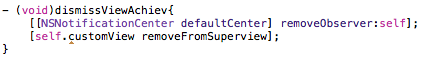 - (void)dismissViewAchiev{
    [[NSNotificationCenter defaultCenter] removeObserver:self];
    [self.customView removeFromSuperview];
}